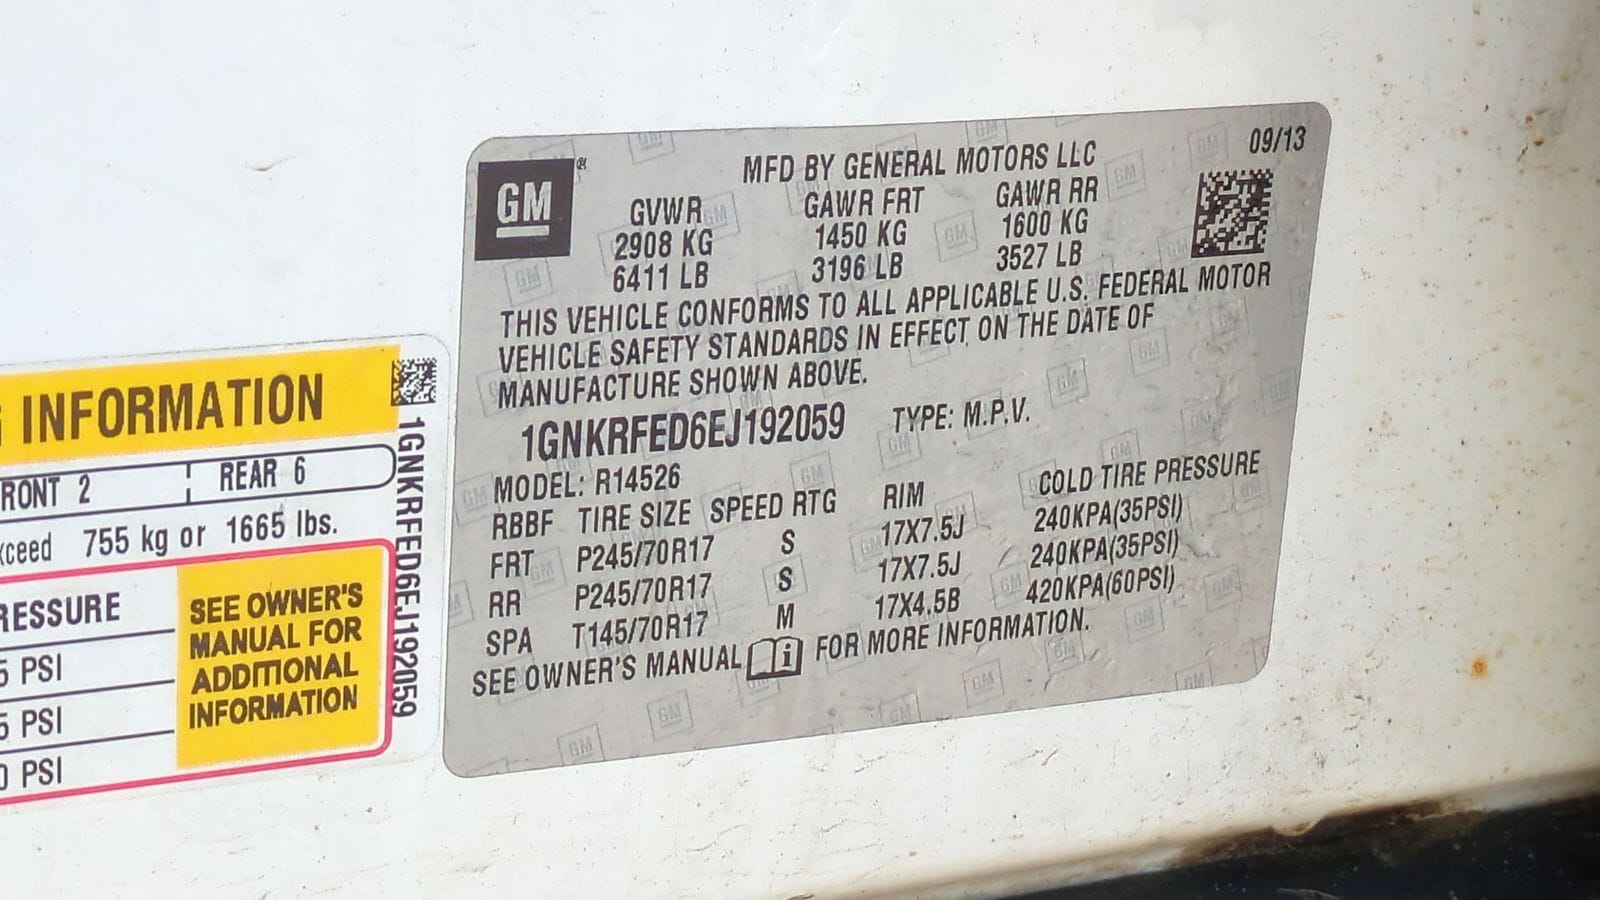 GM
MFD BY GENERAL MOTORS LLC
09/13
GVWR GAWR FRT GAWR RR
2908 KG 1450 KG 1600 KG
6411 LB 3196 LB 3527 LB
THIS VEHICLE CONFORMS TO ALL APPLICABLE U.S. FEDERAL MOTOR
VEHICLE SAFETY STANDARDS IN EFFECT ON THE DATE OF
MANUFACTURE SHOWN ABOVE.
1GNKRFED6EJ192059 TYPE: M.P.V.
MODEL: R14526
RBBF TIRE SIZE SPEED RTG RIM COLD TIRE PRESSURE
FRT P245/70R17 S 17X7.5J 240KPA(35PSI)
RR P245/70R17 S 17X7.5J 240KPA(35PSI)
SPA T145/70R17 M 17X4.5B 420KPA(60PSI)
SEE OWNER'S MANUAL i FOR MORE INFORMATION.
INFORMATION
RONT 2 REAR 6
xceed 755 kg or 1665 lbs.
RESSURE
5 PSI
5 PSI
0 PSI
SEE OWNER'S
MANUAL FOR
ADDITIONAL
INFORMATION
1GNKRFED6EJ192059